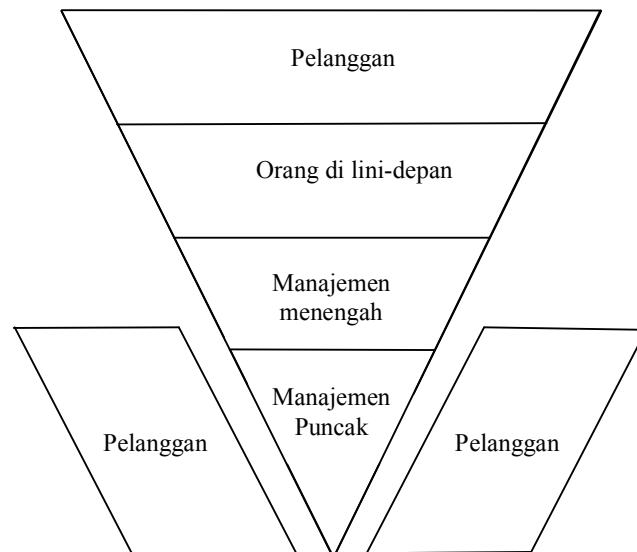 Pelanggan
Orang di lini-depan
Manajemen
menengah
Manajemen
Puncak
Pelanggan
Pelanggan